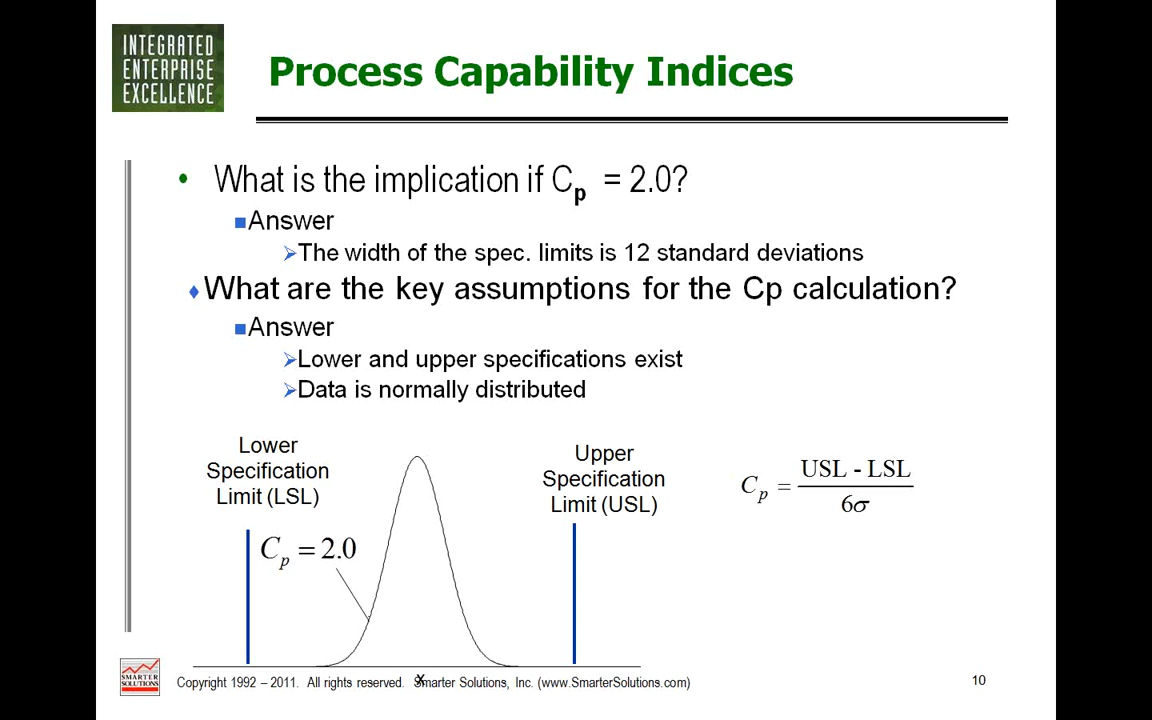 INTEGRATED
ENTERPRISE
EXCELLENCE
Process Capability Indices
• What is the implication if Cp = 2.0?
Answer
The width of the spec. limits is 12 standard deviations
What are the key assumptions for the Cp calculation?
Answer
Lower and upper specifications exist
Data is normally distributed
Lower
Specification
Limit (LSL)
Upper
Specification
Limit (USL)
Cp = 2.0
Cp = (USL - LSL) / 6σ
SMARTER
SOLUTIONS
Copyright 1992 – 2011. All rights reserved. Smarter Solutions, Inc. (www.SmarterSolutions.com)
x
10